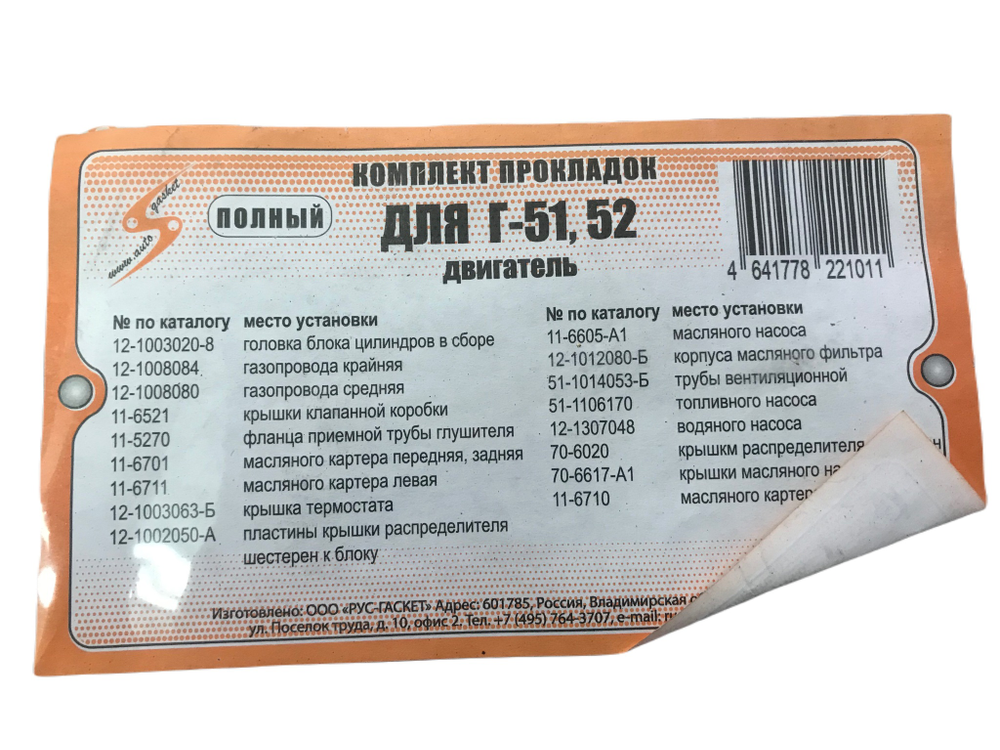 КОМПЛЕКТ ПРОКЛАДОК
ПОЛНЫЙ
ДЛЯ Г-51, 52
двигатель
www.auto gasket
4 641778 221011
№ по каталогу место установки
12-1003020-8 головка блока цилиндров в сборе
12-1008084 газопровода крайняя
12-1008080 газопровода средняя
11-6521 крышки клапанной коробки
11-5270 фланца приемной трубы глушителя
11-6701 масляного картера передняя, задняя
11-6711 масляного картера левая
12-1003063-Б крышка термостата
12-1002050-А пластины крышки распределителя
шестерен к блоку
№ по каталогу место установки
11-6605-А1 масляного насоса
12-1012080-Б корпуса масляного фильтра
51-1014053-Б трубы вентиляционной
51-1106170 топливного насоса
12-1307048 водяного насоса
70-6020 крышкм распределителя
70-6617-А1 крышки масляного
11-6710 масляного
Изготовлено: ООО «РУС-ГАСКЕТ» Адрес: 601785, Россия, Владимирская
ул. Поселок труда, д. 10, офис 2. Тел. +7 (495) 764-3707, e-mail: